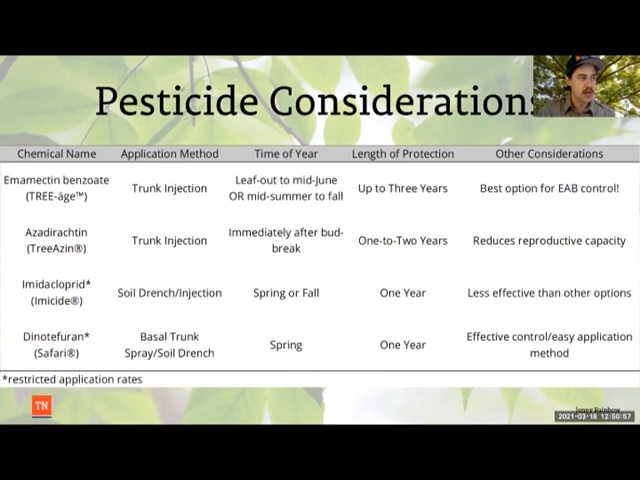 Pesticide Considerations
Chemical Name Application Method Time of Year Length of Protection Other Considerations
Emamectin benzoate
(TREE-äge™)
Trunk Injection
Leaf-out to mid-June
OR mid-summer to fall
Up to Three Years
Best option for EAB control!
Azadirachtin
(TreeAzin®)
Trunk Injection
Immediately after bud-
break
One-to-Two Years
Reduces reproductive capacity
Imidacloprid*
(Imicide®)
Soil Drench/Injection
Spring or Fall
One Year
Less effective than other options
Dinotefuran*
(Safari®)
Basal Trunk
Spray/Soil Drench
Spring
One Year
Effective control/easy application
method
*restricted application rates
TN
2021-03-18 12:50:57